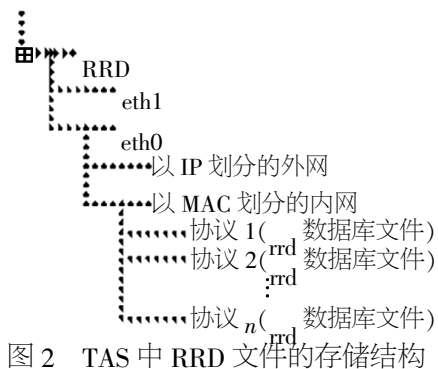 RRD
eth1
eth0
以 IP 划分的外网
以 MAC 划分的内网
协议 1(rrd 数据库文件)
协议 2(rrd 数据库文件)
⋮
协议 n(rrd 数据库文件)
图 2 TAS 中 RRD 文件的存储结构